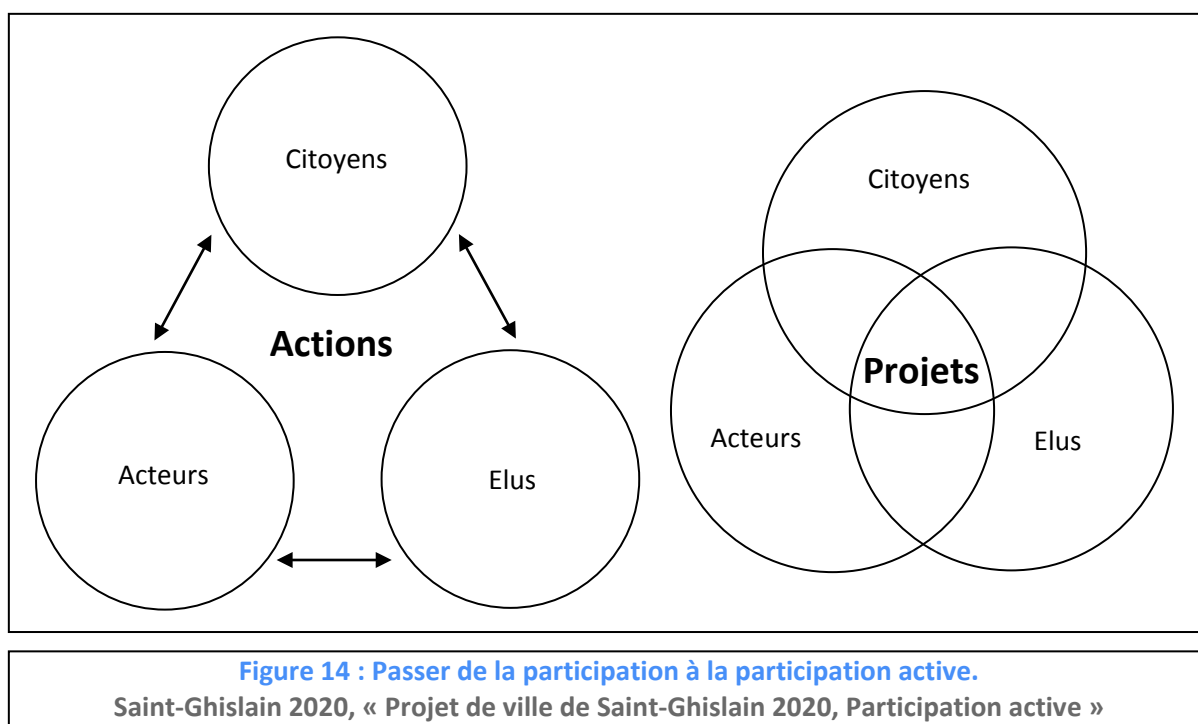 Citoyens
Actions
Acteurs
Elus
Citoyens
Projets
Acteurs
Elus
Figure 14 : Passer de la participation à la participation active.
Saint-Ghislain 2020, « Projet de ville de Saint-Ghislain 2020, Participation active »